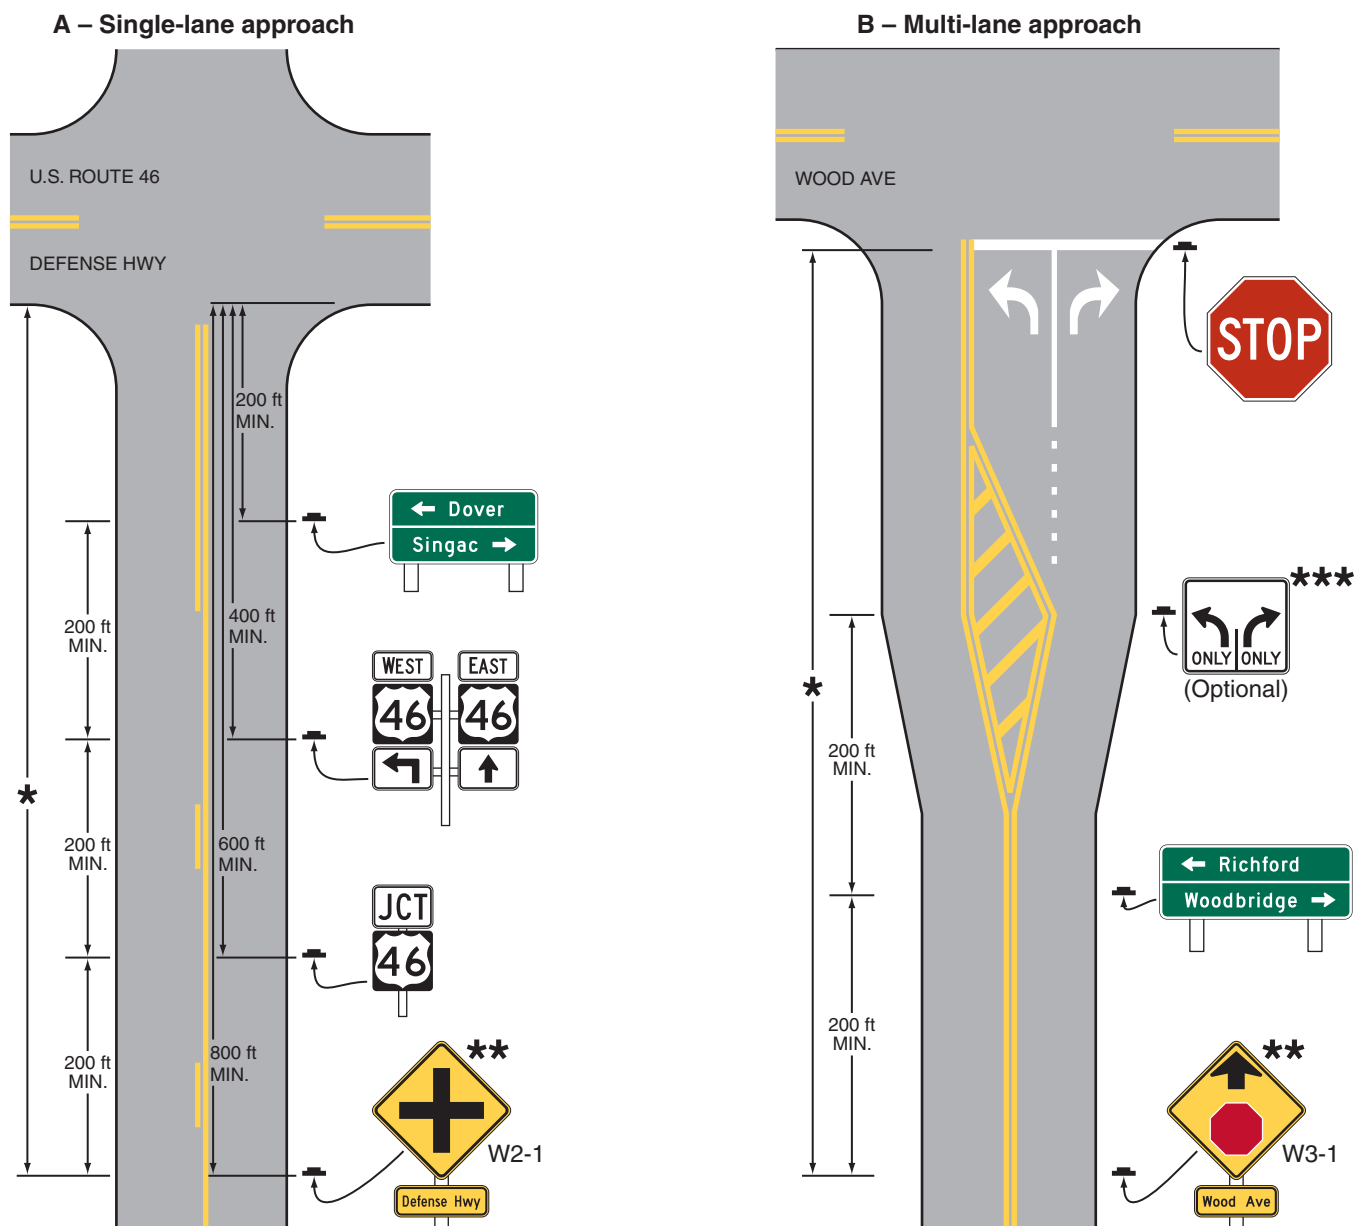 A – Single-lane approach
U.S. ROUTE 46
DEFENSE HWY
200 ft
MIN.
← Dover
Singac →
200 ft
MIN.
400 ft
MIN.
WEST
EAST
46
46
*
200 ft
MIN.
600 ft
MIN.
JCT
46
200 ft
MIN.
800 ft
MIN.
**
W2-1
Defense Hwy
B – Multi-lane approach
WOOD AVE
STOP
***
ONLY ONLY
(Optional)
*
200 ft
MIN.
← Richford
Woodbridge →
200 ft
MIN.
**
W3-1
Wood Ave